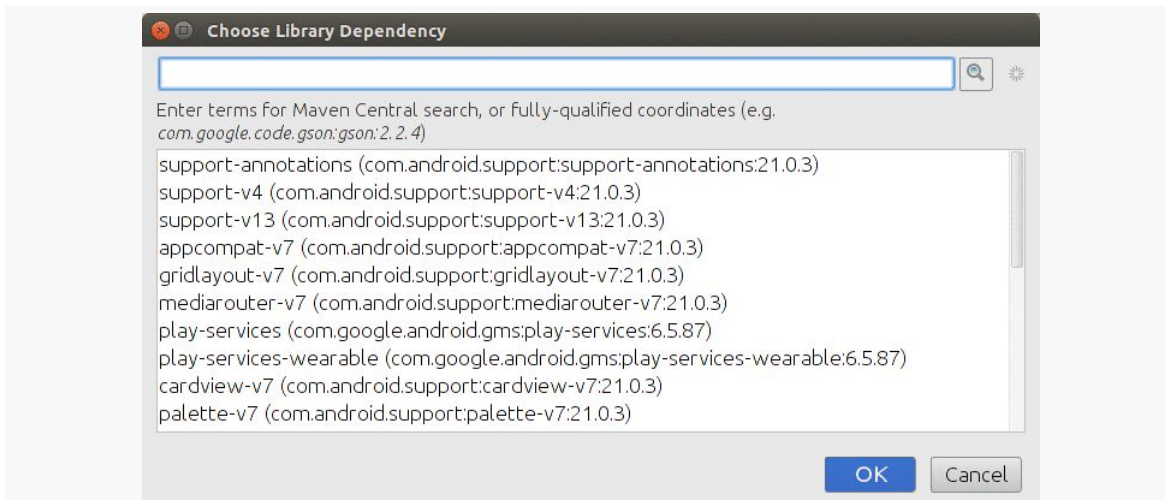 Choose Library Dependency
Enter terms for Maven Central search, or fully-qualified coordinates (e.g.
com.google.code.gson:gson:2.2.4)
support-annotations (com.android.support:support-annotations:21.0.3)
support-v4 (com.android.support:support-v4:21.0.3)
support-v13 (com.android.support:support-v13:21.0.3)
appcompat-v7 (com.android.support:appcompat-v7:21.0.3)
gridlayout-v7 (com.android.support:gridlayout-v7:21.0.3)
mediarouter-v7 (com.android.support:mediarouter-v7:21.0.3)
play-services (com.google.android.gms:play-services:6.5.87)
play-services-wearable (com.google.android.gms:play-services-wearable:6.5.87)
cardview-v7 (com.android.support:cardview-v7:21.0.3)
palette-v7 (com.android.support:palette-v7:21.0.3)
OK Cancel